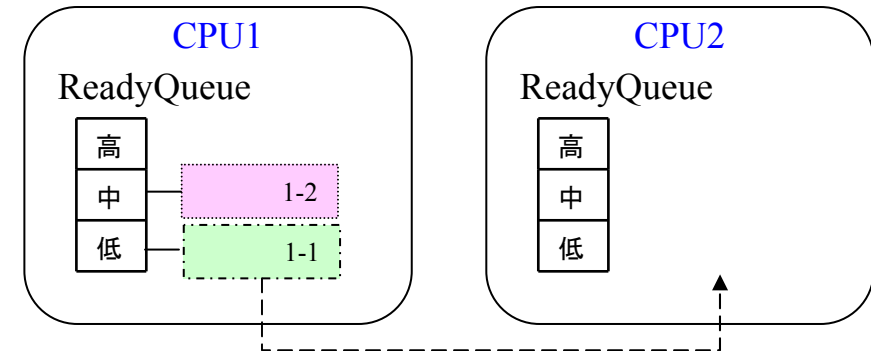 CPU1
ReadyQueue
高
中
1-2
低
1-1
CPU2
ReadyQueue
高
中
低